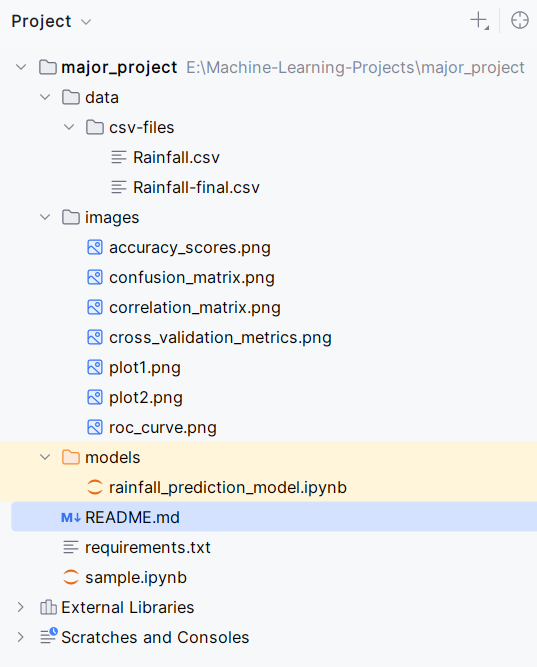 Project
major_project E:\Machine-Learning-Projects\major_project
data
csv-files
Rainfall.csv
Rainfall-final.csv
images
accuracy_scores.png
confusion_matrix.png
correlation_matrix.png
cross_validation_metrics.png
plot1.png
plot2.png
roc_curve.png
models
rainfall_prediction_model.ipynb
M↓ README.md
requirements.txt
sample.ipynb
External Libraries
Scratches and Consoles